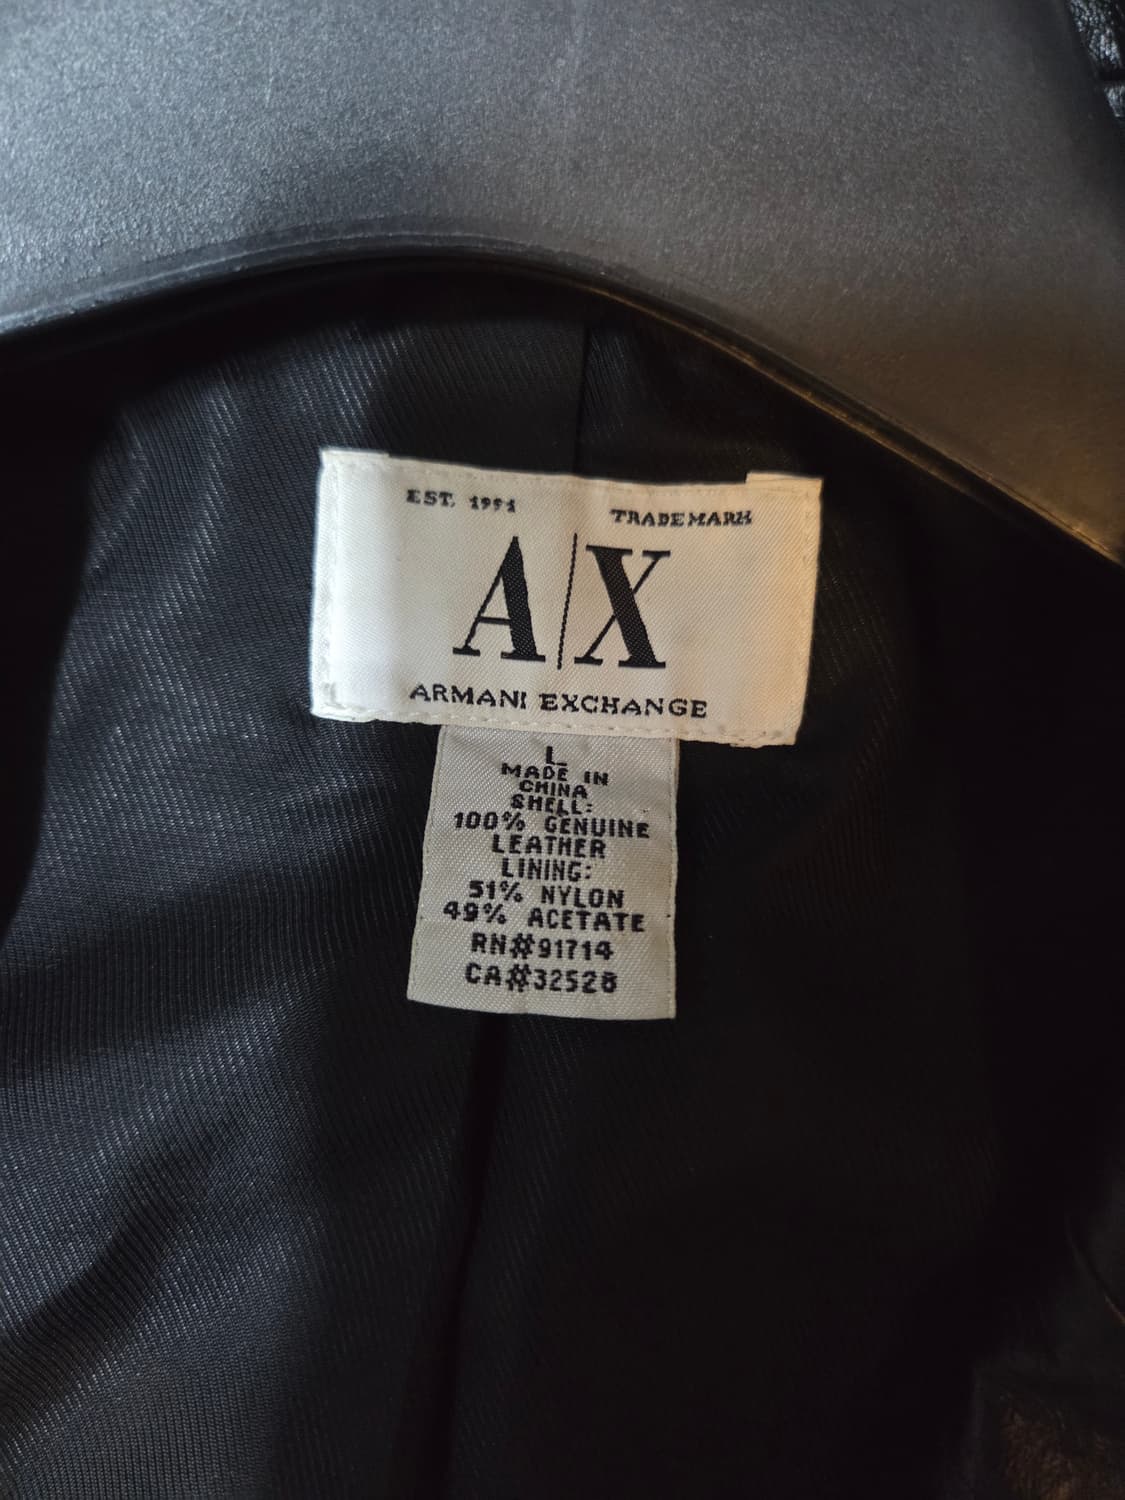 EST. 1991 TRADEMARK
A|X
ARMANI EXCHANGE
L
MADE IN
CHINA
SHELL:
100% GENUINE
LEATHER
LINING:
51% NYLON
49% ACETATE
RN#91714
CA#32528